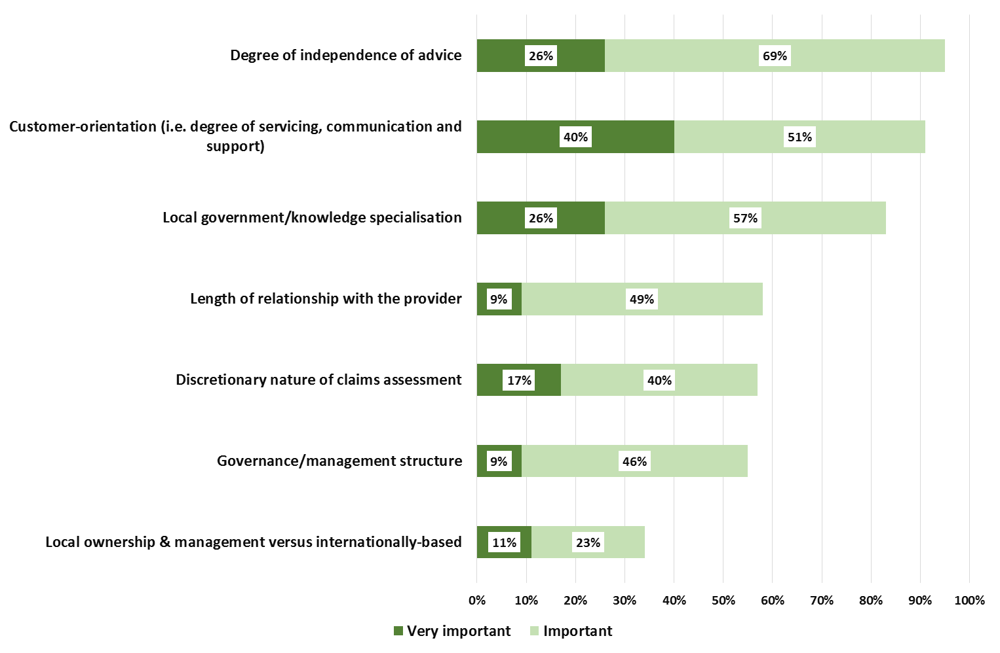 Degree of independence of advice
26%
69%
Customer-orientation (i.e. degree of servicing, communication and
support)
40%
51%
Local government/knowledge specialisation
26%
57%
Length of relationship with the provider
9%
49%
Discretionary nature of claims assessment
17%
40%
Governance/management structure
9%
46%
Local ownership & management versus internationally-based
11%
23%
0% 10% 20% 30% 40% 50% 60% 70% 80% 90% 100%
Very important Important